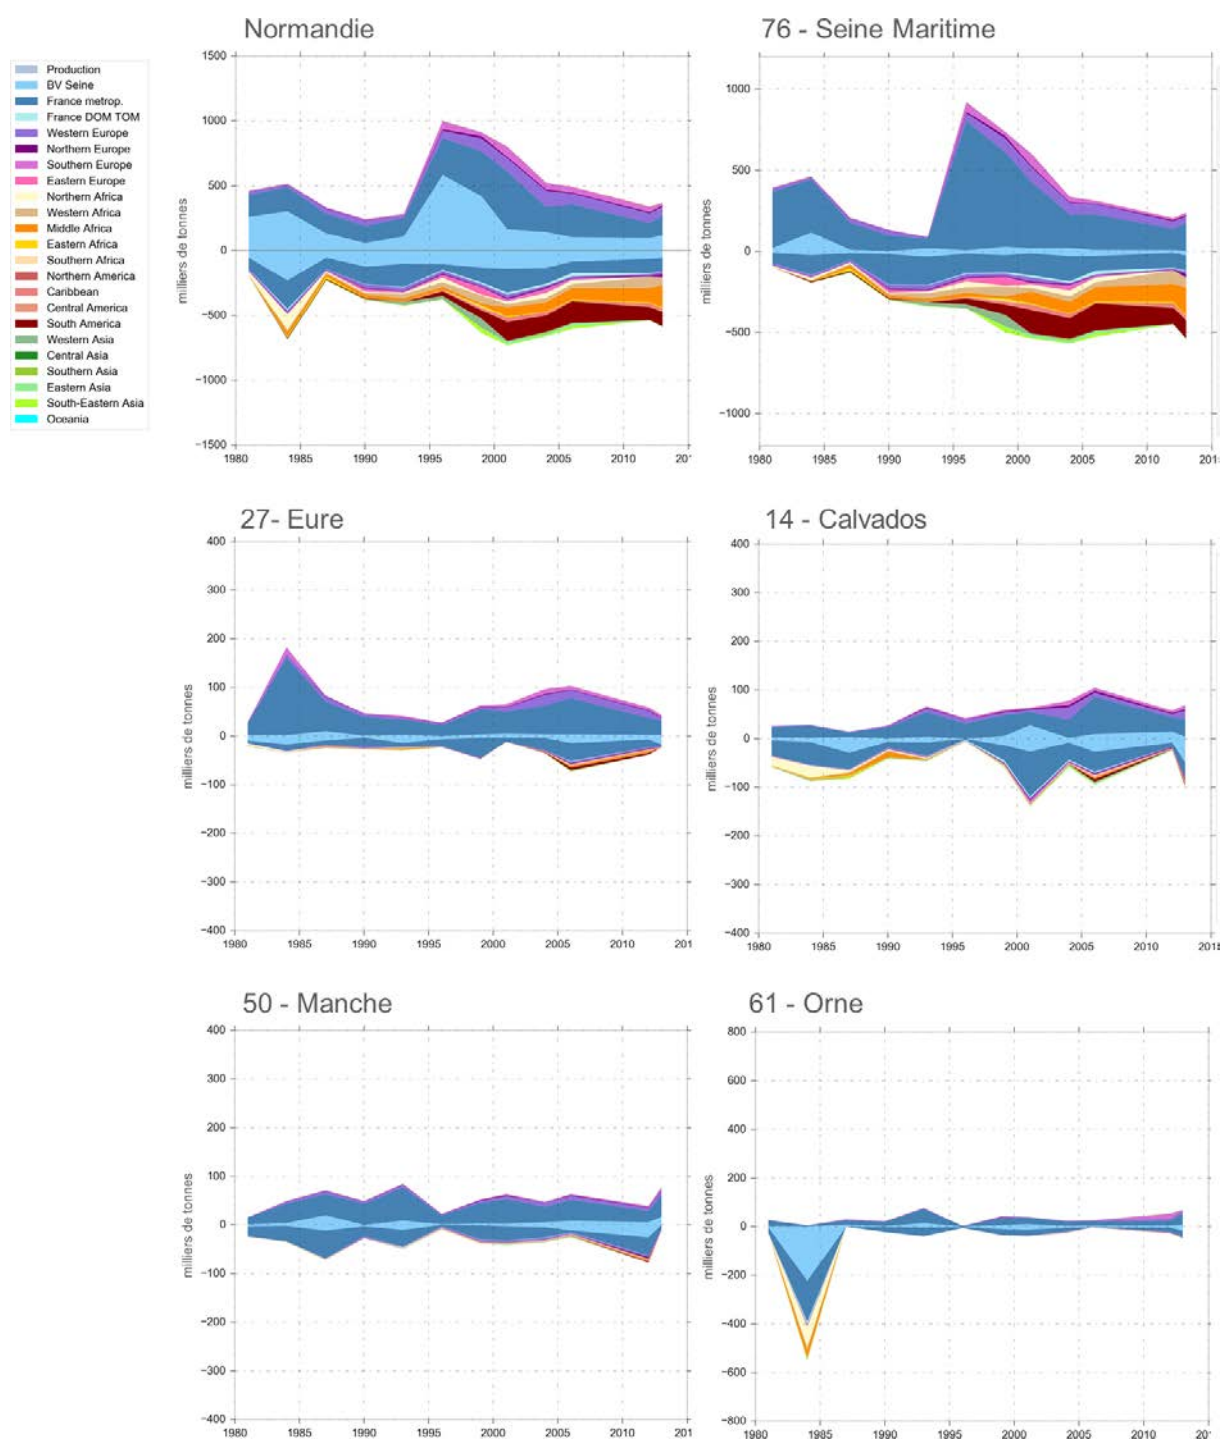 Normandie
76 - Seine Maritime
Production
BV Seine
France metrop.
France DOM TOM
Western Europe
Northern Europe
Southern Europe
Eastern Europe
Northern Africa
Western Africa
Middle Africa
Eastern Africa
Southern Africa
Northern America
Caribbean
Central America
South America
Western Asia
Central Asia
Southern Asia
Eastern Asia
South-Eastern Asia
Oceania
milliers de tonnes
1500
1000
500
0
−500
−1000
−1500
1980 1985 1990 1995 2000 2005 2010 201
milliers de tonnes
1000
500
0
−500
−1000
1980 1985 1990 1995 2000 2005 2010 201
27- Eure
14 - Calvados
milliers de tonnes
400
300
200
100
0
−100
−200
−300
−400
1980 1985 1990 1995 2000 2005 2010 201
milliers de tonnes
400
300
200
100
0
−100
−200
−300
−400
1980 1985 1990 1995 2000 2005 2010 2015
50 - Manche
61 - Orne
milliers de tonnes
400
300
200
100
0
−100
−200
−300
−400
1980 1985 1990 1995 2000 2005 2010 201
milliers de tonnes
800
600
400
200
0
−200
−400
−600
−800
1980 1985 1990 1995 2000 2005 2010 201